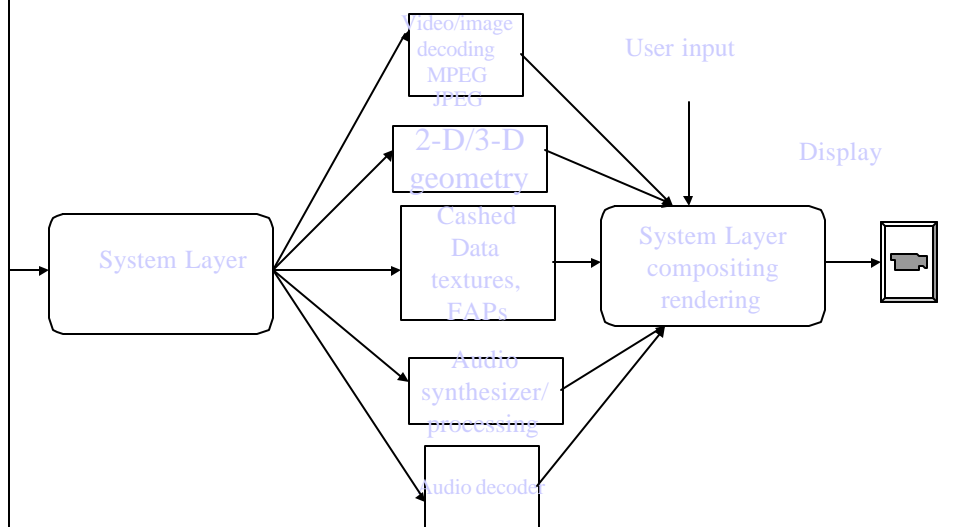 Video/image
decoding
MPEG
JPEG
User input
2-D/3-D
geometry
Display
System Layer
Cashed
Data
textures,
FAPs
System Layer
compositing
rendering
Audio
synthesizer/
processing
Audio decoder